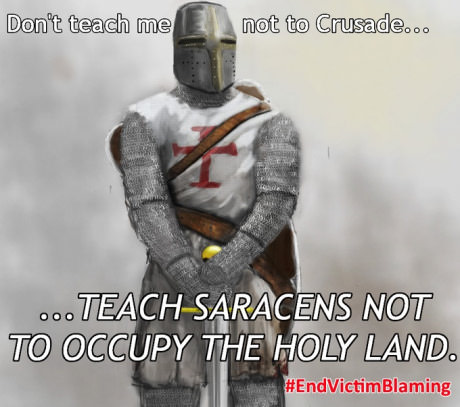 Don't teach me not to Crusade...
...TEACH SARACENS NOT
TO OCCUPY THE HOLY LAND.
#EndVictimBlaming